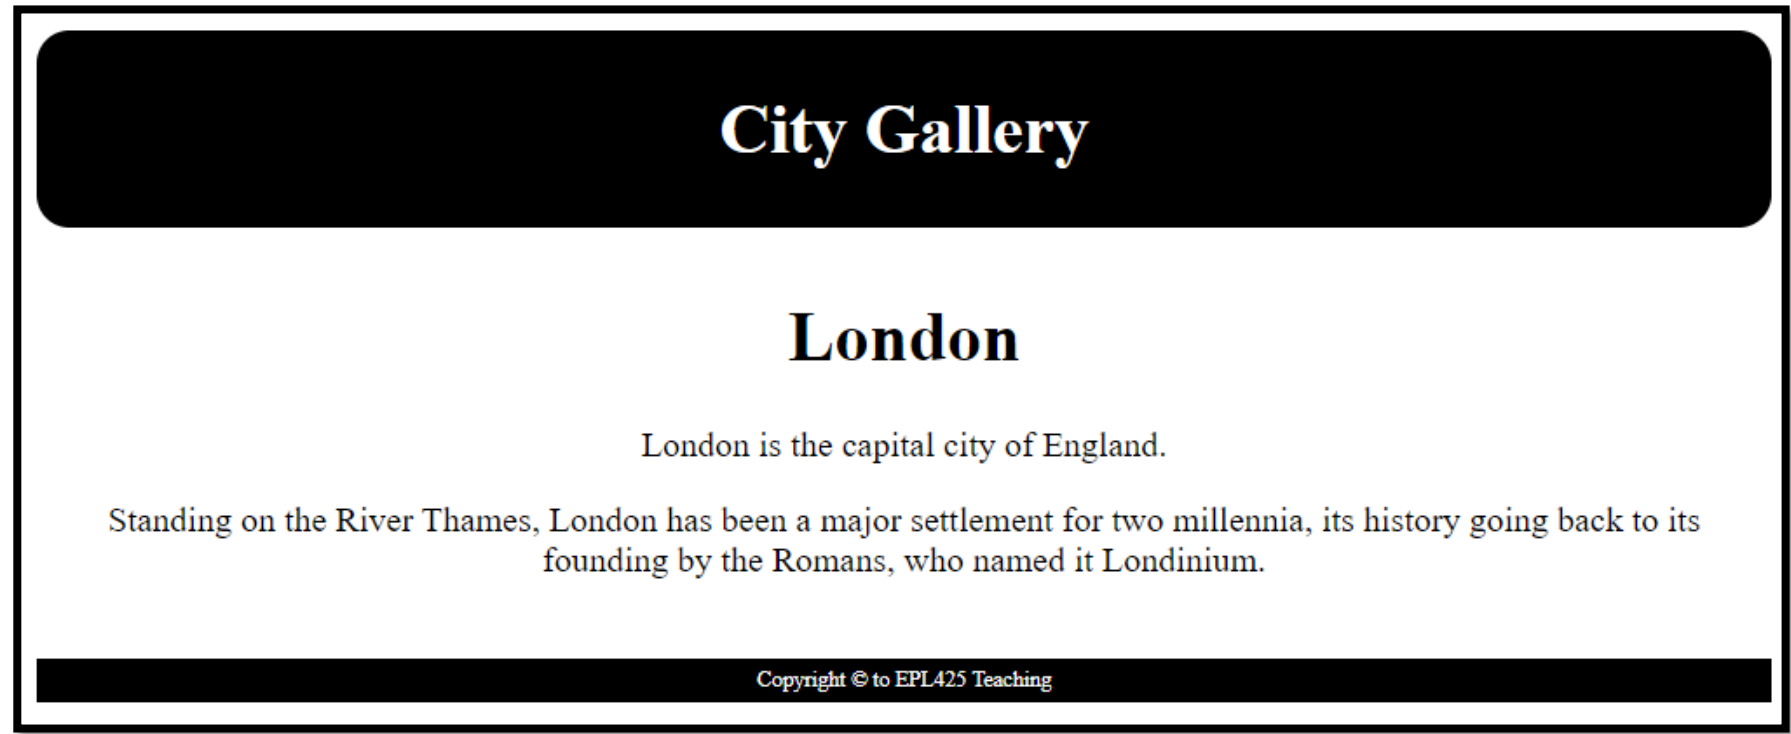 City Gallery
London
London is the capital city of England.
Standing on the River Thames, London has been a major settlement for two millennia, its history going back to its
founding by the Romans, who named it Londinium.
Copyright © to EPL425 Teaching